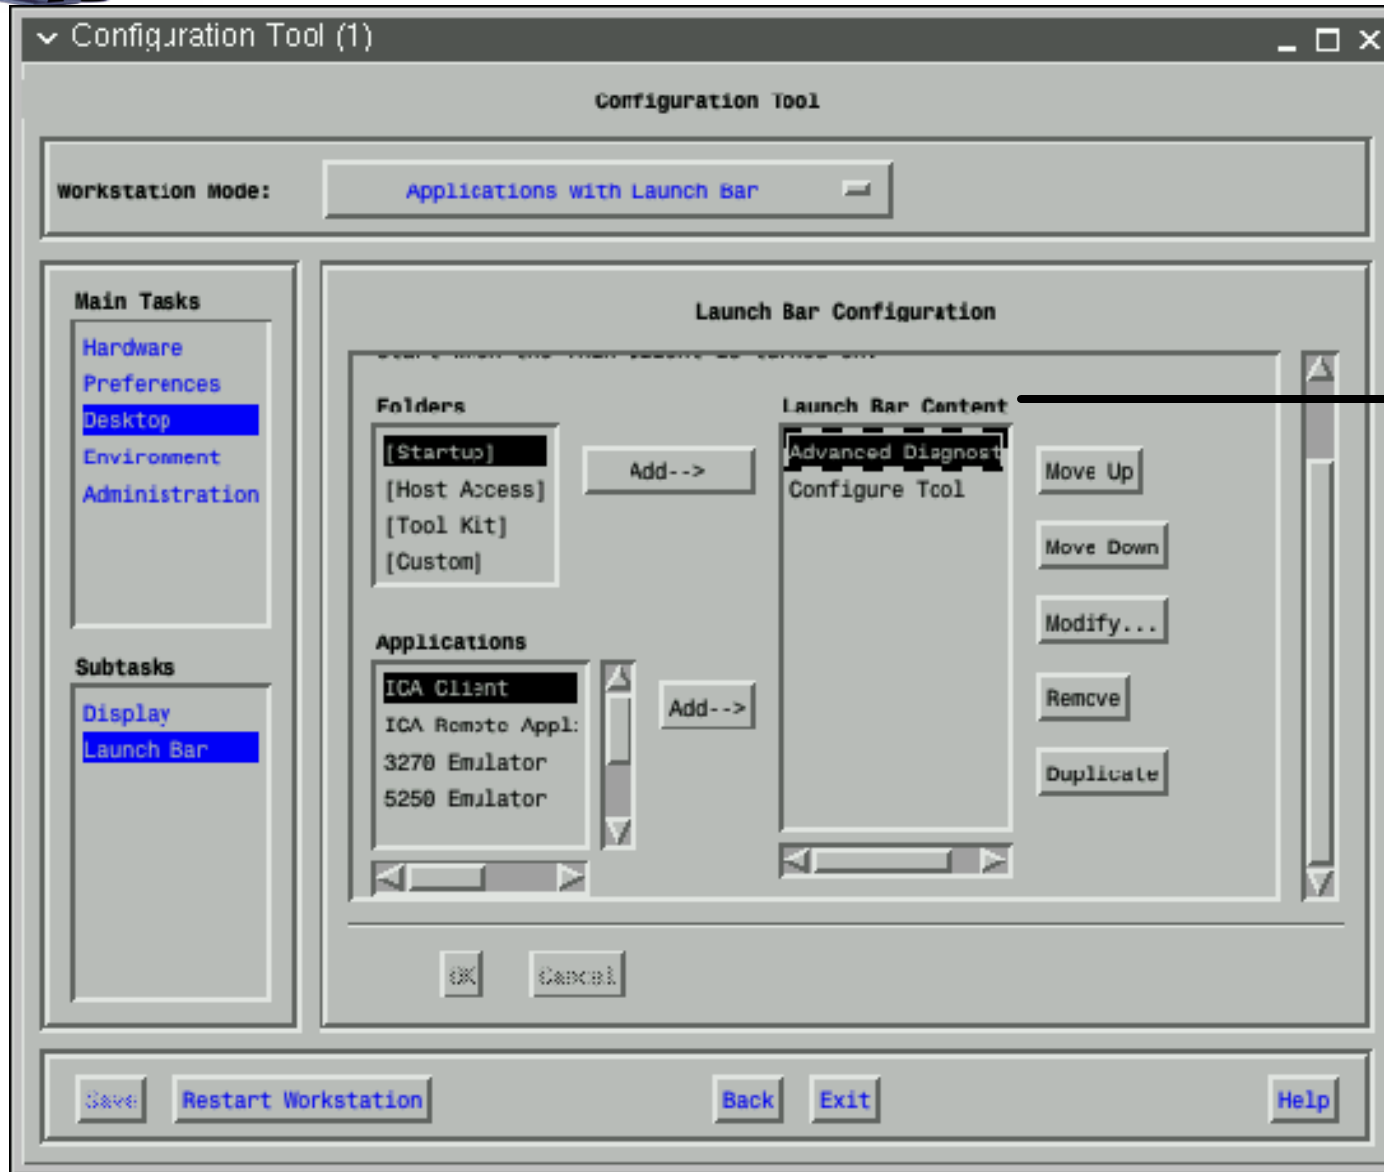 Configuration Tool (1)
Configuration Tool
Workstation Mode:
Applications with Launch Bar
Main Tasks
Hardware
Preferences
Desktop
Environment
Administration
Subtasks
Display
Launch Bar
Launch Bar Configuration
Folders
[Startup]
[Host Access]
[Tool Kit]
[Custom]
Add-->
Applications
ICA Client
ICA Remote Appl
3270 Emulator
5250 Emulator
Add-->
Launch Bar Content
Advanced Diagnost
Configure Tool
Move Up
Move Down
Modify...
Remove
Duplicate
OK
Cancel
Save
Restart Workstation
Back
Exit
Help